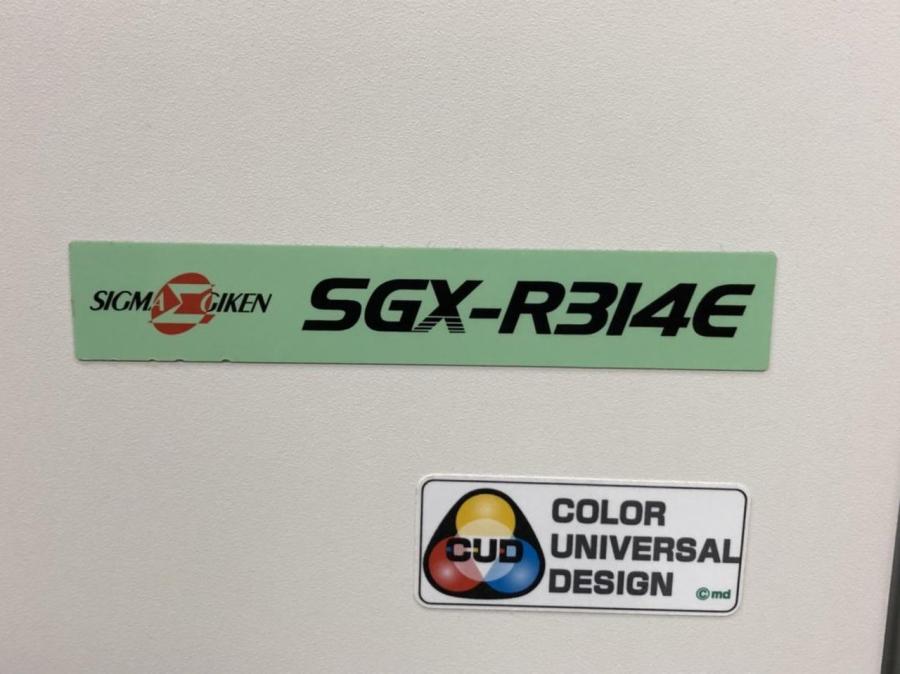 SIGMA Σ GIKEN SGX-R314E
CUD
COLOR
UNIVERSAL
DESIGN
©md